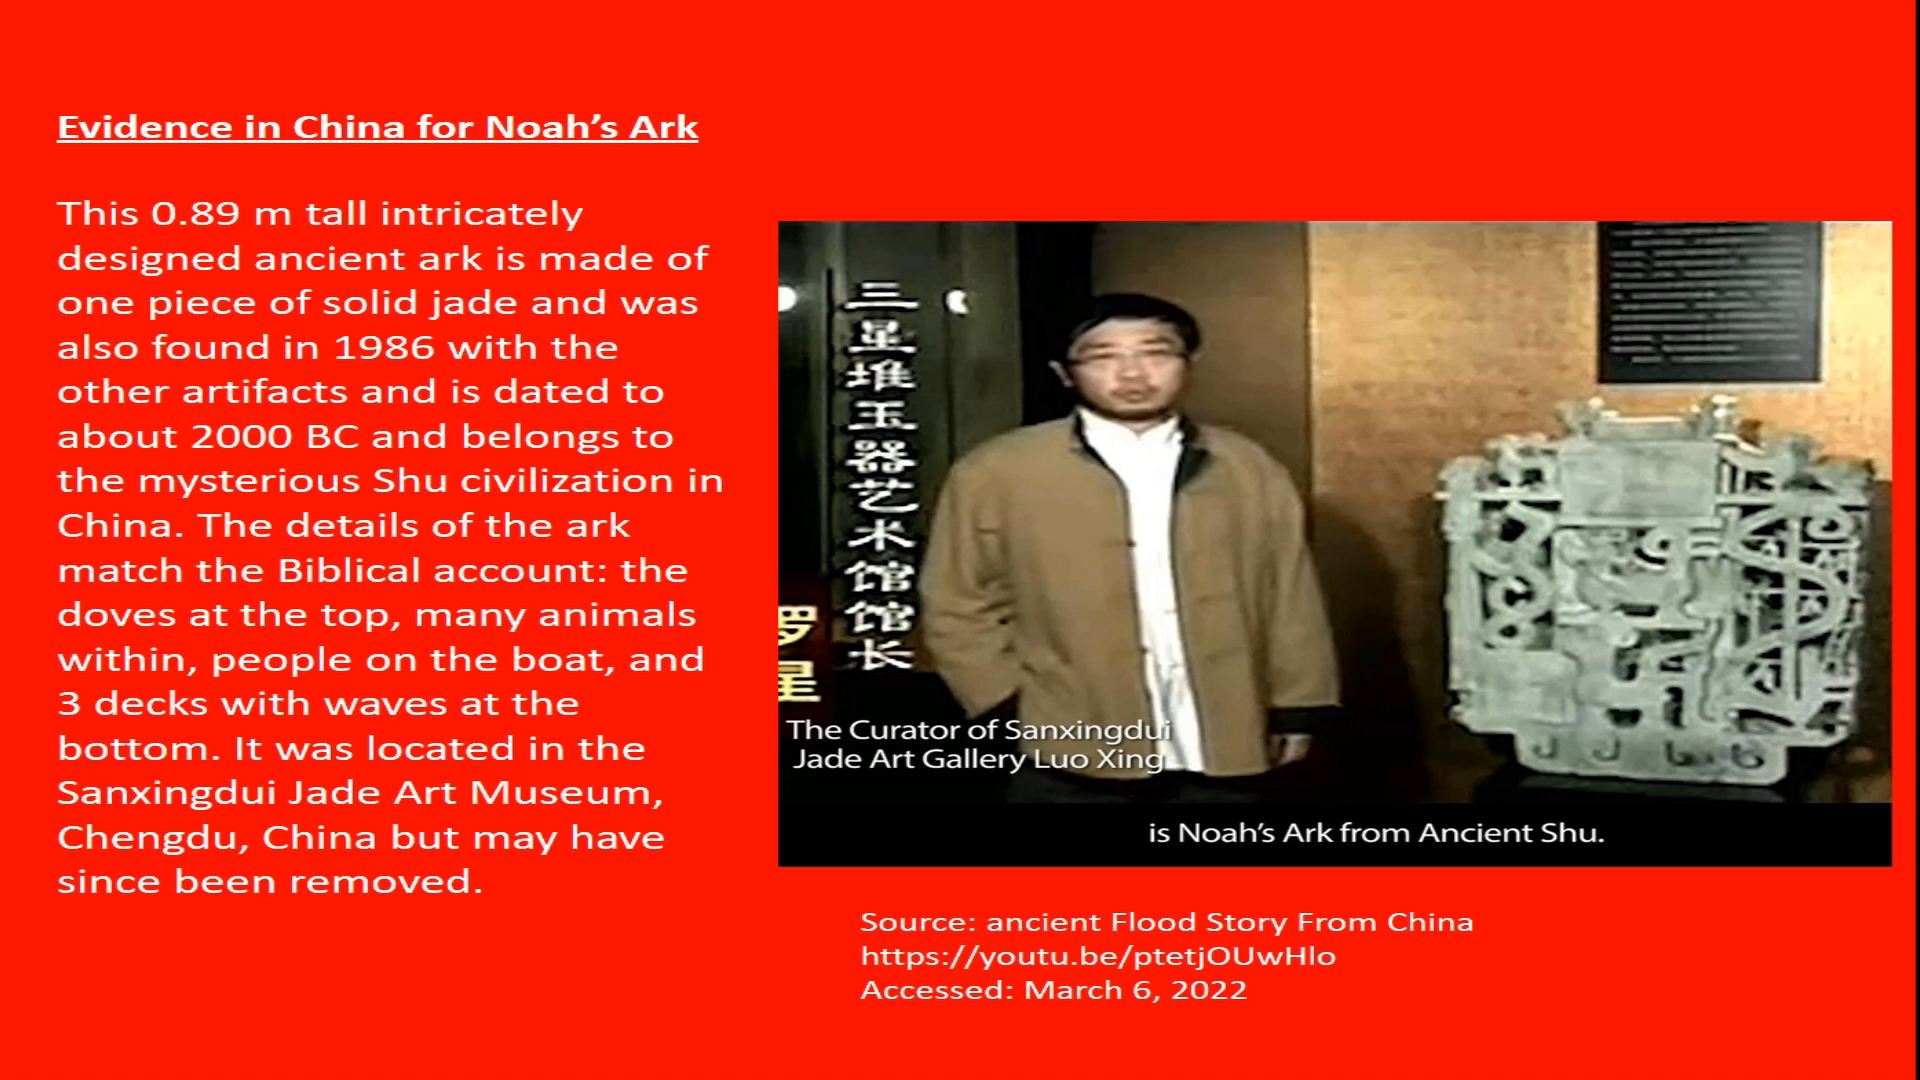 Evidence in China for Noah's Ark
This 0.89 m tall intricately
designed ancient ark is made of
one piece of solid jade and was
also found in 1986 with the
other artifacts and is dated to
about 2000 BC and belongs to
the mysterious Shu civilization in
China. The details of the ark
match the Biblical account: the
doves at the top, many animals
within, people on the boat, and
3 decks with waves at the
bottom. It was located in the
Sanxingdui Jade Art Museum,
Chengdu, China but may have
since been removed.
三星堆玉器艺术馆馆长
罗星
The Curator of Sanxingdui
Jade Art Gallery Luo Xing
is Noah's Ark from Ancient Shu.
Source: ancient Flood Story From China
https://youtu.be/ptetjOUwHlo
Accessed: March 6, 2022